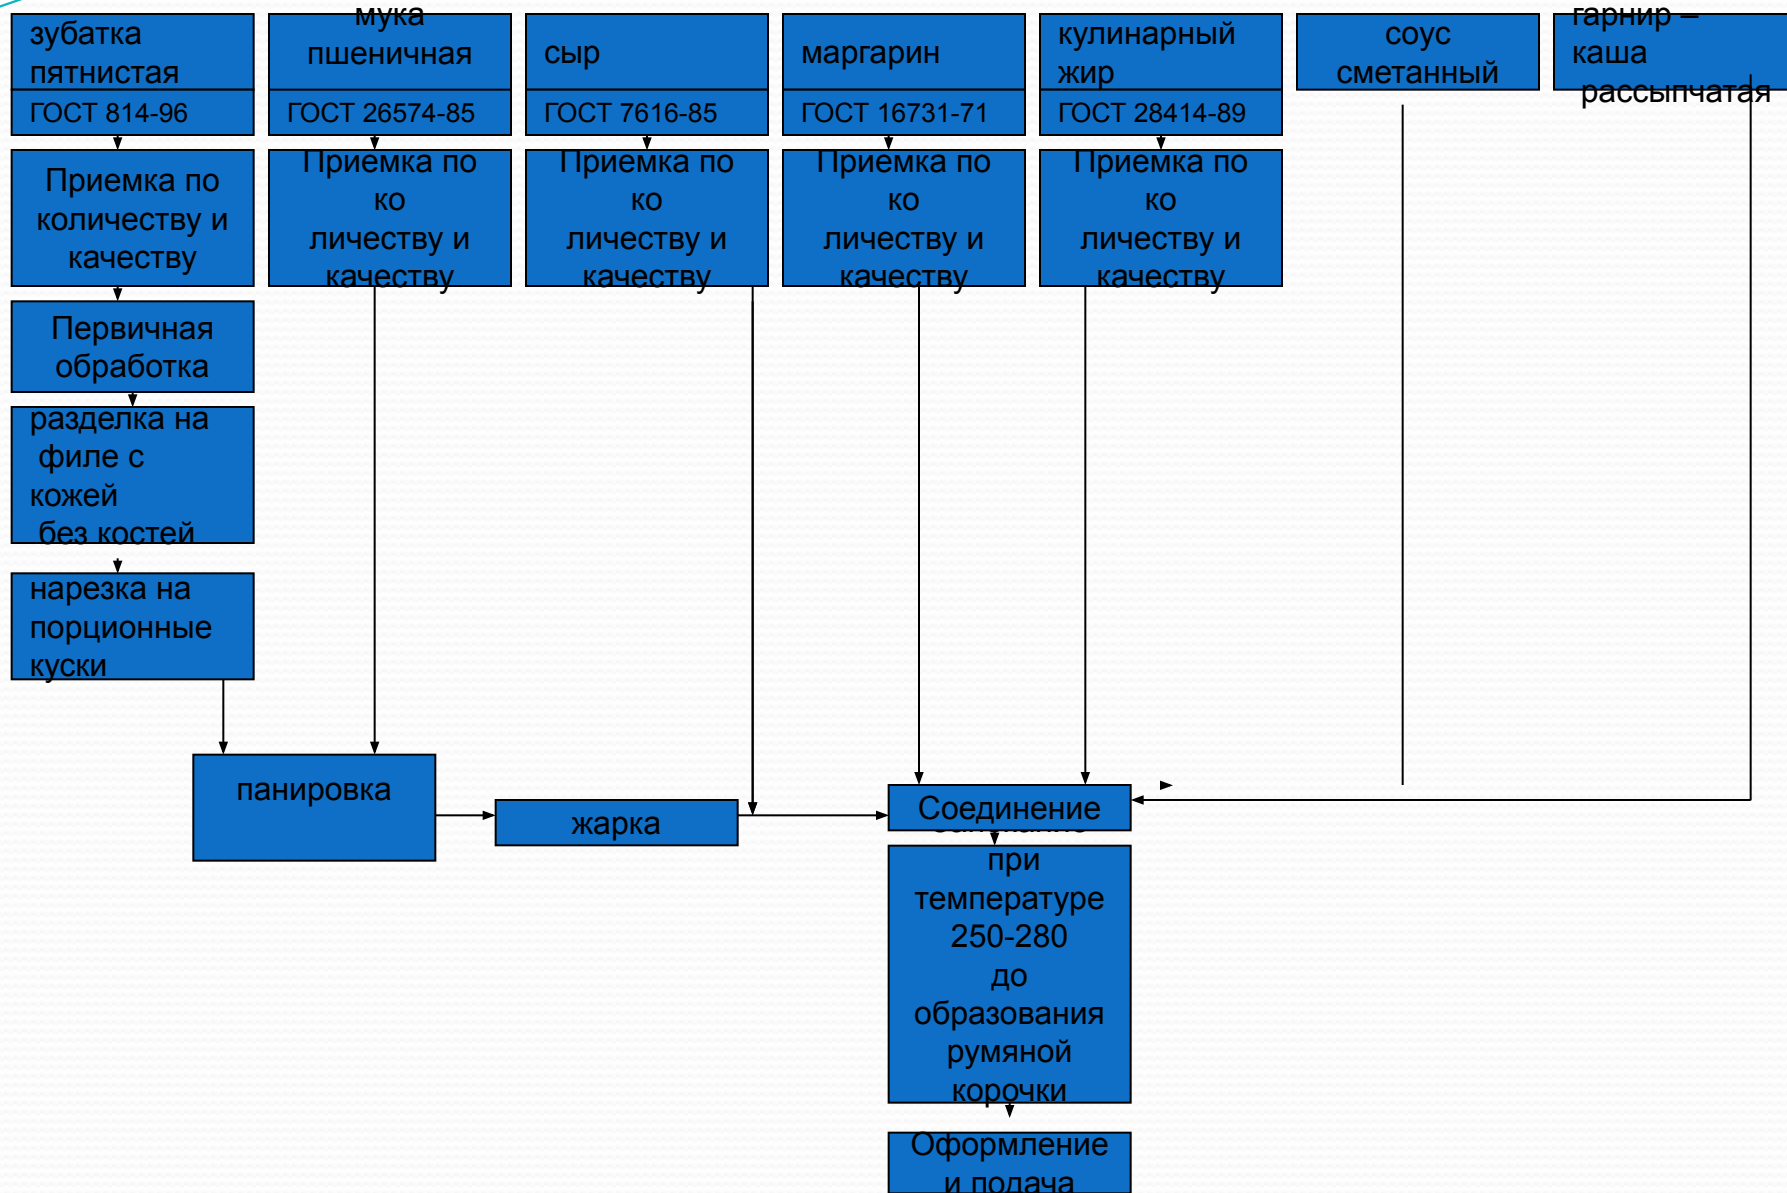 зубатка
пятнистая
ГОСТ 814-96
мука
пшеничная
ГОСТ 26574-85
сыр
ГОСТ 7616-85
маргарин
ГОСТ 16731-71
кулинарный
жир
ГОСТ 28414-89
соус
сметанный
гарнир –
каша
рассыпчатая
Приемка по
количеству и
качеству
Приемка по
ко
личеству и
качеству
Приемка по
ко
личеству и
качеству
Приемка по
ко
личеству и
качеству
Приемка по
ко
личеству и
качеству
Первичная
обработка
разделка на
филе с
кожей
без костей
нарезка на
порционные
куски
панировка
жарка
Соединение
при
температуре
250-280
до
образования
румяной
корочки
Оформление
и подача